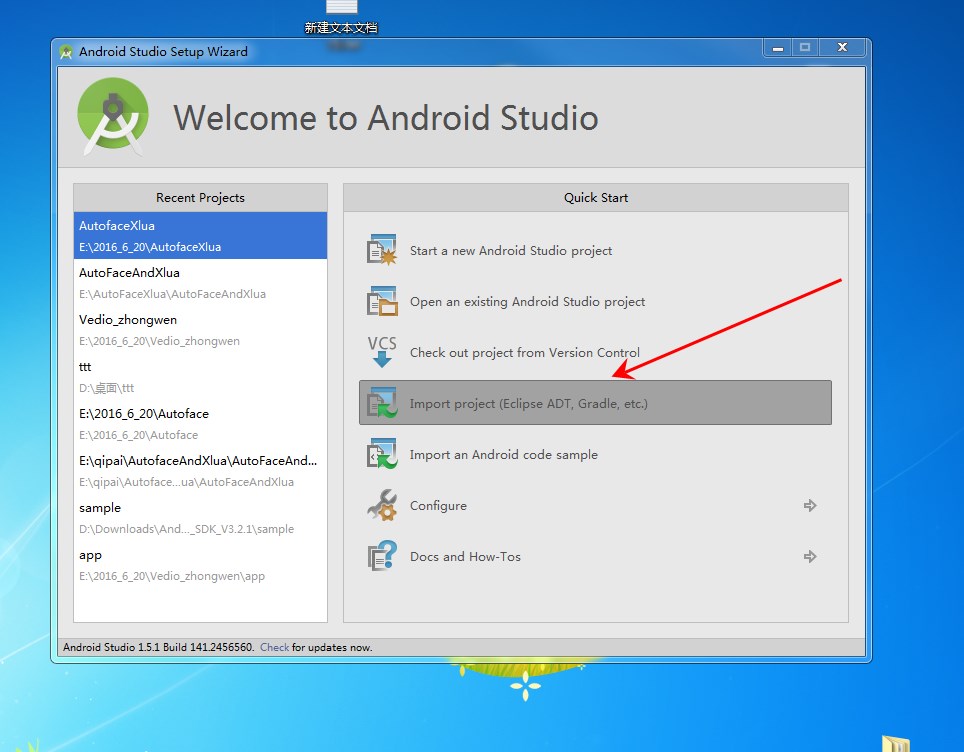 新建文本文档
Android Studio Setup Wizard
Welcome to Android Studio
Recent Projects
AutofaceXlua
E:\2016_6_20\AutofaceXlua
AutoFaceAndXlua
E:\AutoFaceXlua\AutoFaceAndXlua
Vedio_zhongwen
E:\2016_6_20\Vedio_zhongwen
ttt
D:\桌面\ttt
E:\2016_6_20\Autoface
E:\2016_6_20\Autoface
E:\qipai\AutofaceAndXlua\AutoFaceAnd...
E:\qipai\Autoface...ua\AutoFaceAndXlua
sample
D:\Downloads\And..._SDK_V3.2.1\sample
app
E:\2016_6_20\Vedio_zhongwen\app
Quick Start
Start a new Android Studio project
Open an existing Android Studio project
VCS
Check out project from Version Control
Import project (Eclipse ADT, Gradle, etc.)
Import an Android code sample
Configure
Docs and How-Tos
Android Studio 1.5.1 Build 141.2456560. Check for updates now.